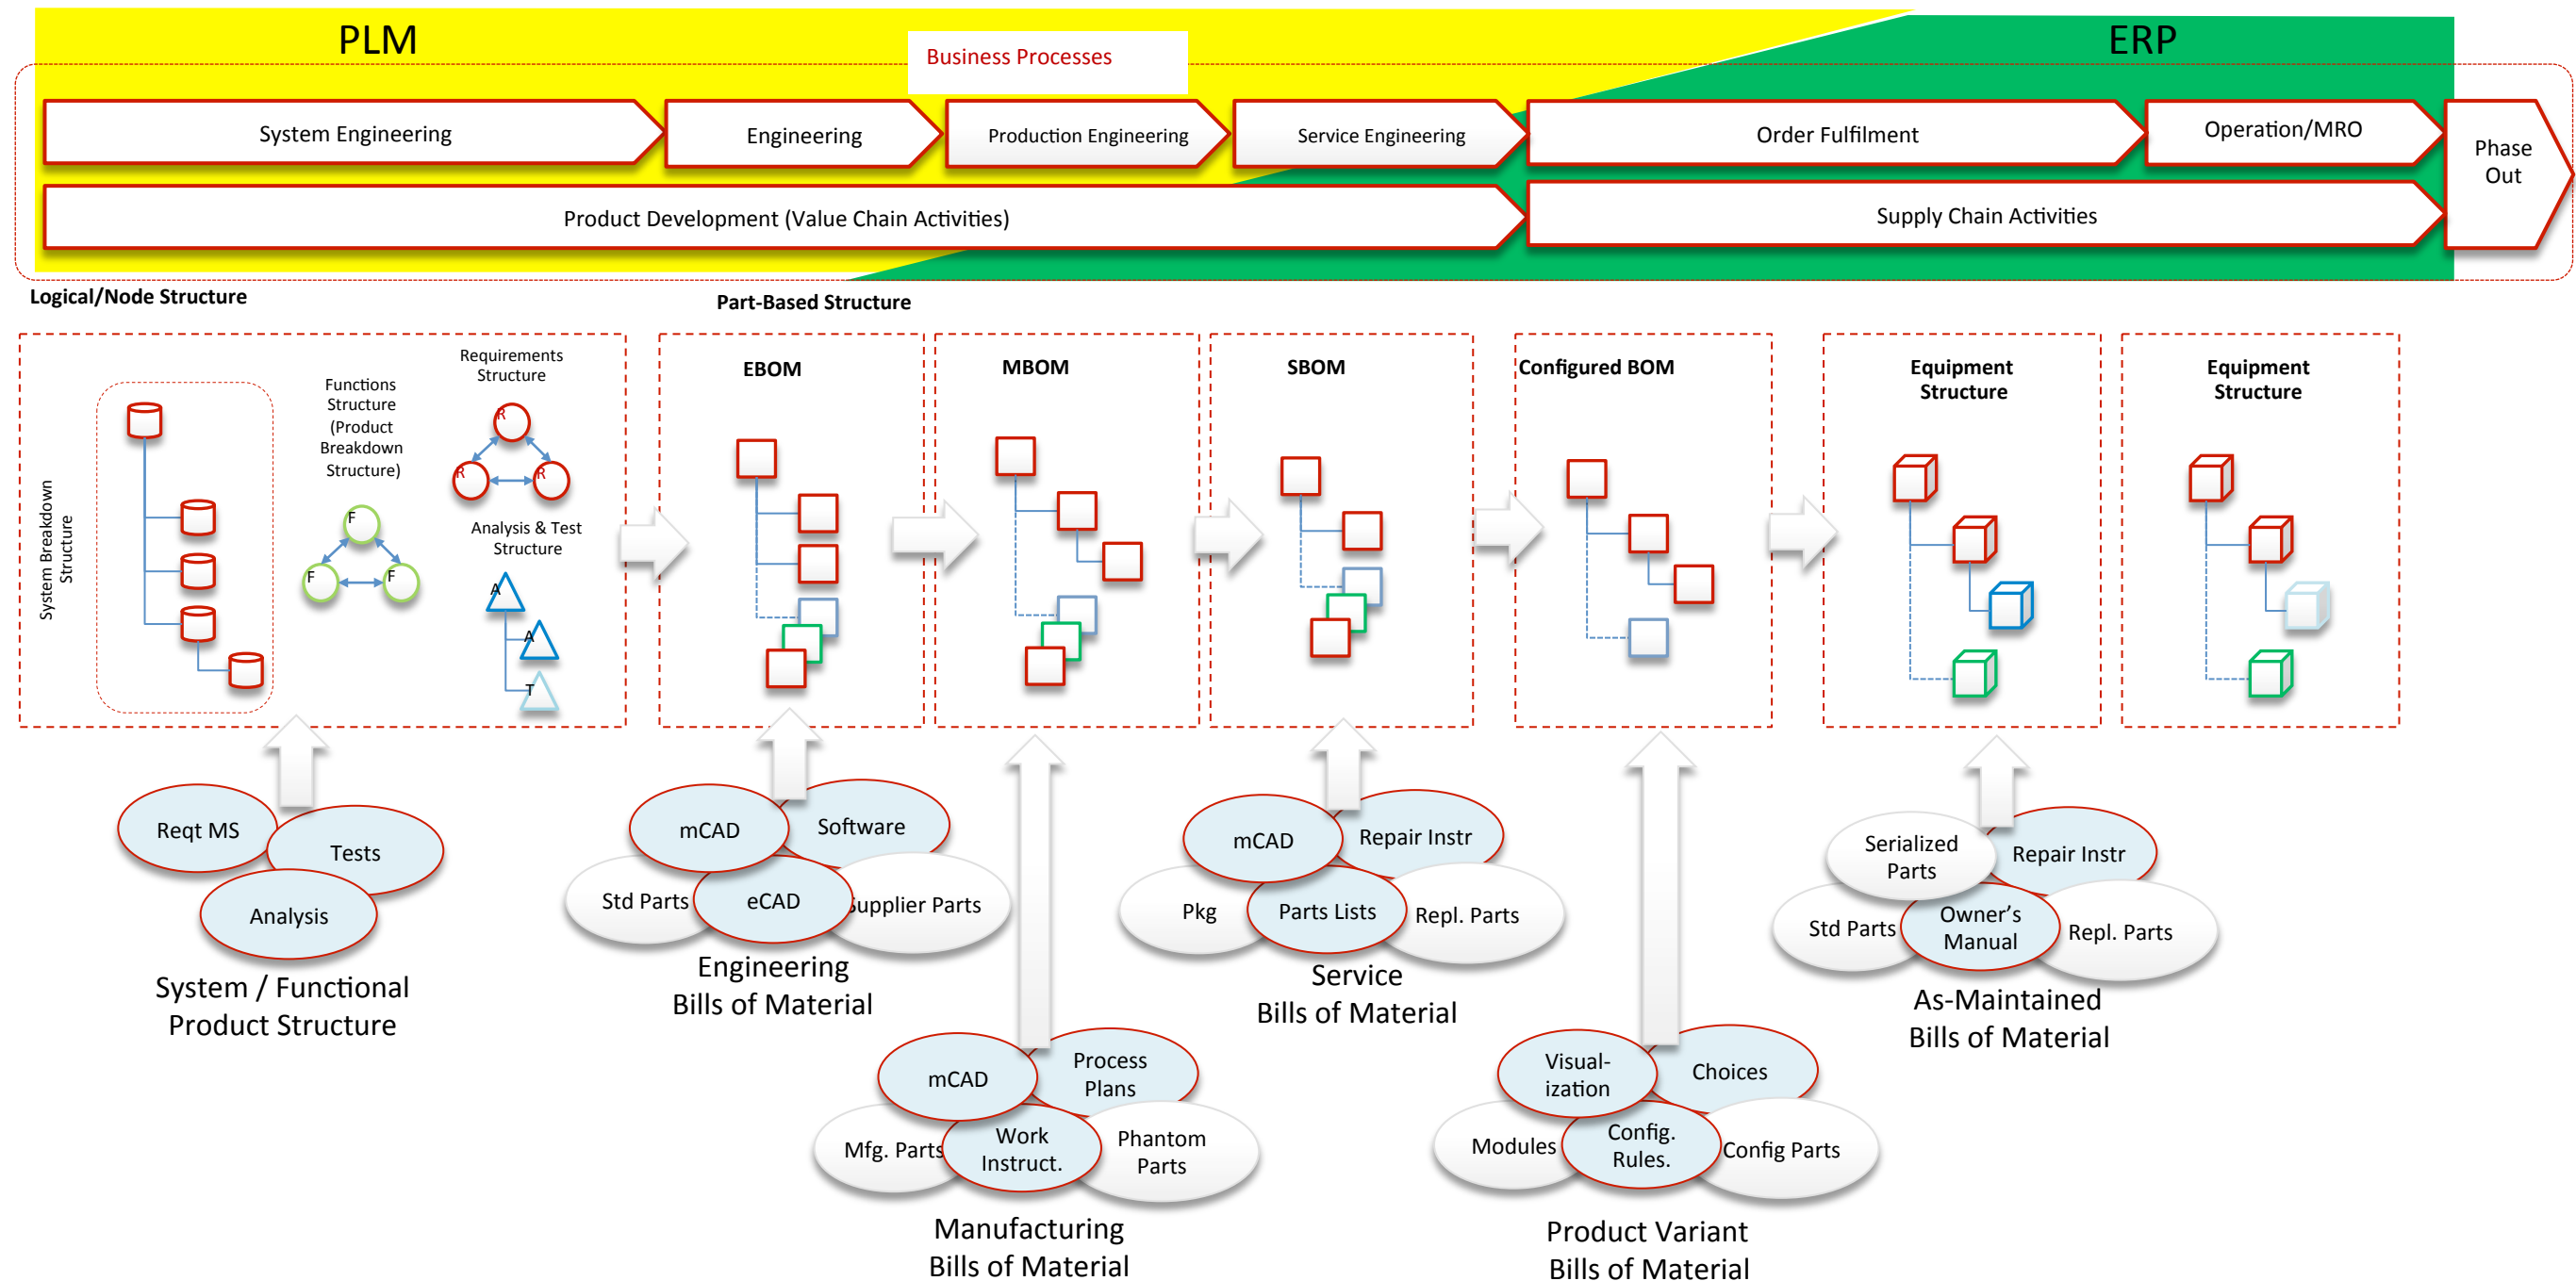 PLM
ERP
Business Processes
System Engineering
Engineering
Production Engineering
Service Engineering
Order Fulfilment
Operation/MRO
Phase
Out
Product Development (Value Chain Activities)
Supply Chain Activities
Logical/Node Structure
Part-Based Structure
System Breakdown
Structure
Functions
Structure
(Product
Breakdown
Structure)
Requirements
Structure
R
R
R
F
F
F
Analysis & Test
Structure
A
A
T
EBOM
MBOM
SBOM
Configured BOM
Equipment
Structure
Equipment
Structure
Reqt MS
Tests
Analysis
System / Functional
Product Structure
mCAD
Software
Std Parts
eCAD
Supplier Parts
Engineering
Bills of Material
mCAD
Process
Plans
Mfg. Parts
Work
Instruct.
Phantom
Parts
Manufacturing
Bills of Material
mCAD
Repair Instr
Pkg
Parts Lists
Repl. Parts
Service
Bills of Material
Visual-
ization
Choices
Modules
Config.
Rules.
Config Parts
Product Variant
Bills of Material
Serialized
Parts
Repair Instr
Std Parts
Owner's
Manual
Repl. Parts
As-Maintained
Bills of Material